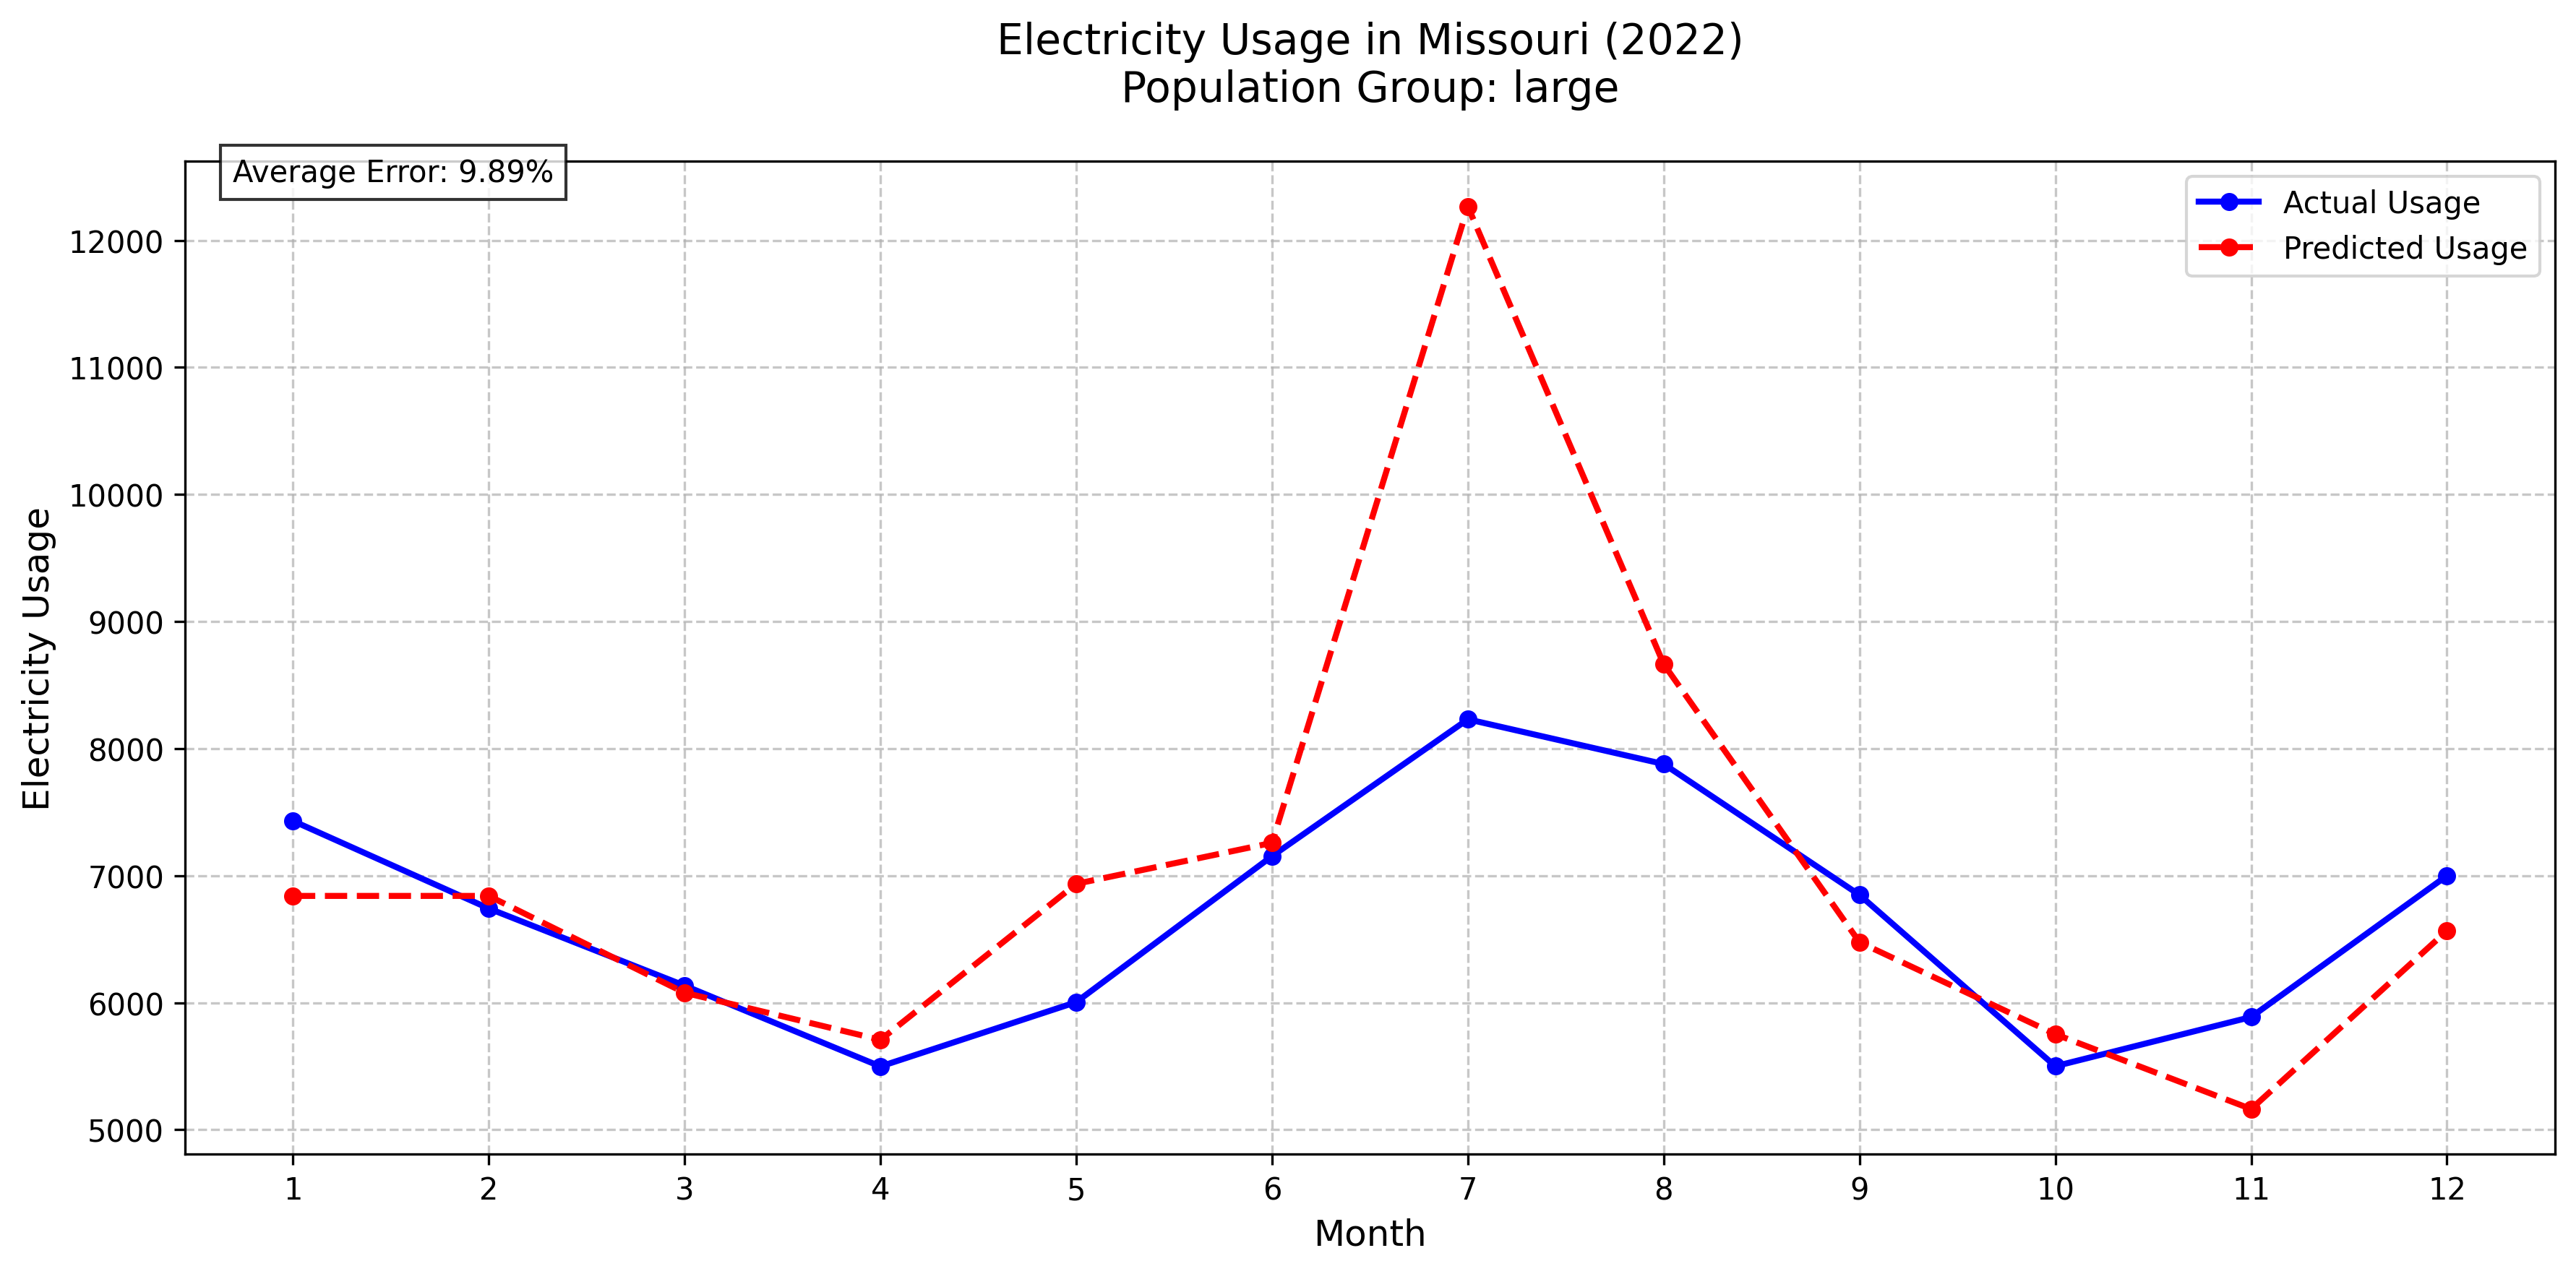 Electricity Usage in Missouri (2022)
Population Group: large
Average Error: 9.89%
Actual Usage
Predicted Usage
12000
11000
10000
9000
8000
7000
6000
5000
Electricity Usage
1 2 3 4 5 6 7 8 9 10 11 12
Month